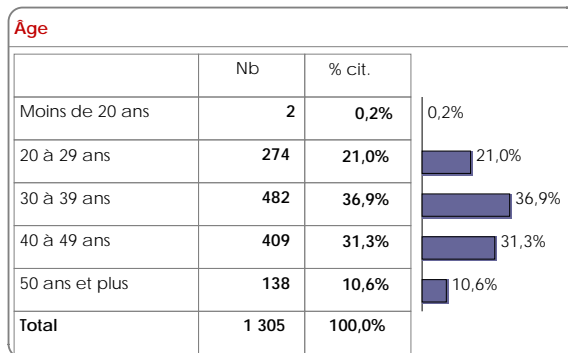 Âge
Nb % cit.
Moins de 20 ans 2 0,2% 0,2%
20 à 29 ans 274 21,0% 21,0%
30 à 39 ans 482 36,9% 36,9%
40 à 49 ans 409 31,3% 31,3%
50 ans et plus 138 10,6% 10,6%
Total 1 305 100,0%